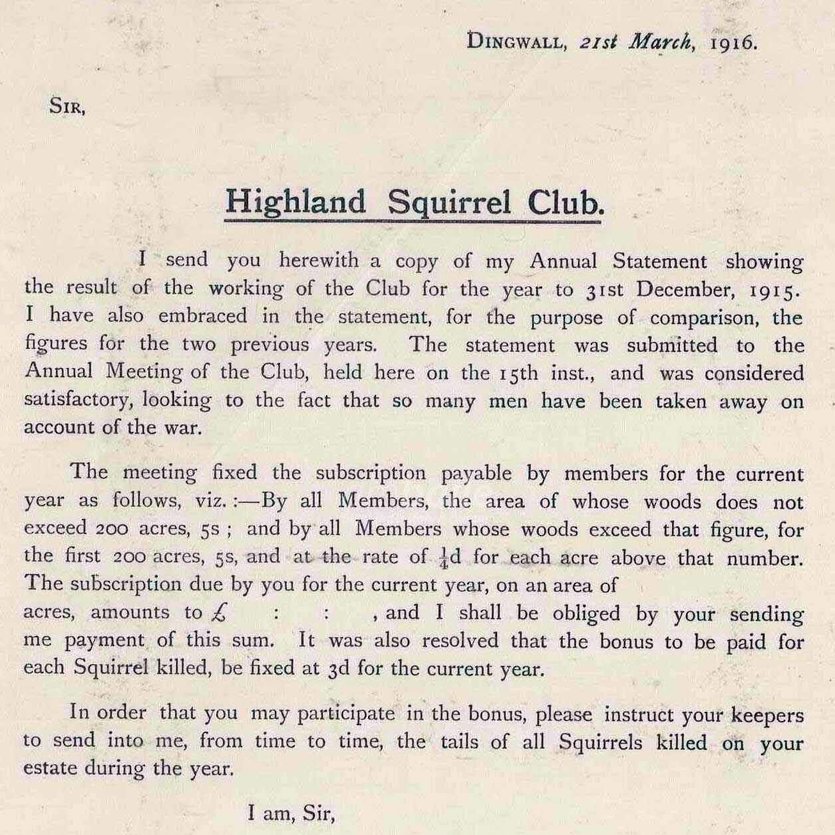 DINGWALL, 21st March, 1916.
SIR,
Highland Squirrel Club.
I send you herewith a copy of my Annual Statement showing
the result of the working of the Club for the year to 31st December, 1915.
I have also embraced in the statement, for the purpose of comparison, the
figures for the two previous years. The statement was submitted to the
Annual Meeting of the Club, held here on the 15th inst., and was considered
satisfactory, looking to the fact that so many men have been taken away on
account of the war.
The meeting fixed the subscription payable by members for the current
year as follows, viz.:—By all Members, the area of whose woods does not
exceed 200 acres, 5s; and by all Members whose woods exceed that figure, for
the first 200 acres, 5s, and at the rate of ¼d for each acre above that number.
The subscription due by you for the current year, on an area of
acres, amounts to £ : : , and I shall be obliged by your sending
me payment of this sum. It was also resolved that the bonus to be paid for
each Squirrel killed, be fixed at 3d for the current year.
In order that you may participate in the bonus, please instruct your keepers
to send into me, from time to time, the tails of all Squirrels killed on your
estate during the year.
I am, Sir,